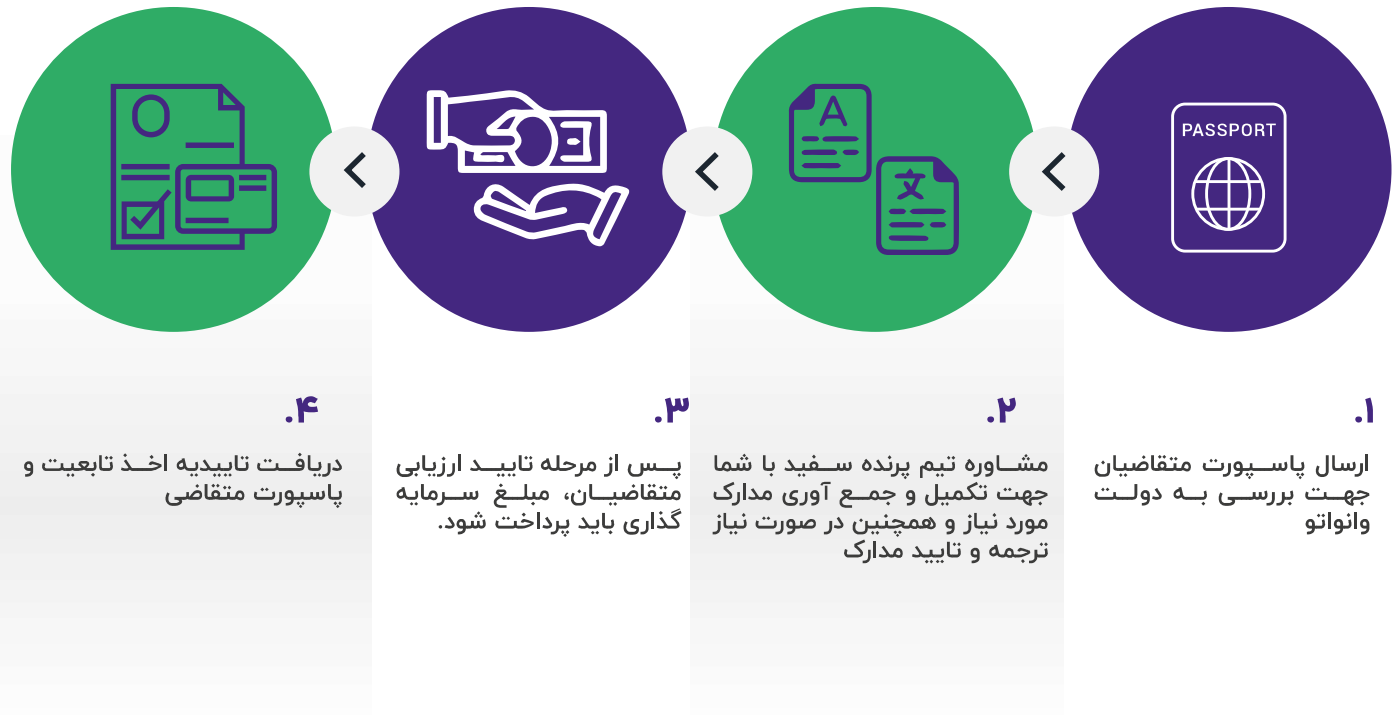 PASSPORT
۱.
ارسال پاسپورت متقاضیان
جهت بررسی به دولت
وانواتو
A
文
۲.
مشاوره تیم پرنده سفید با شما
جهت تکمیل و جمع آوری مدارک
مورد نیاز و همچنین در صورت نیاز
ترجمه و تایید مدارک
۳.
پس از مرحله تایید ارزیابی
متقاضیان، مبلغ سرمایه
گذاری باید پرداخت شود.
۴.
دریافت تاییدیه اخذ تابعیت و
پاسپورت متقاضی